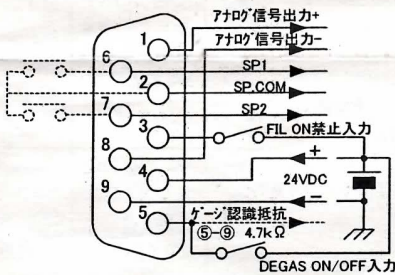 アナログ信号出力+
1
アナログ信号出力-
6
SP1
2
SP.COM
7
SP2
3
FIL ON禁止入力
8
+
4
24VDC
9
-
ゲージ認識抵抗
5
⑤-⑨ 4.7kΩ
DEGAS ON/OFF入力